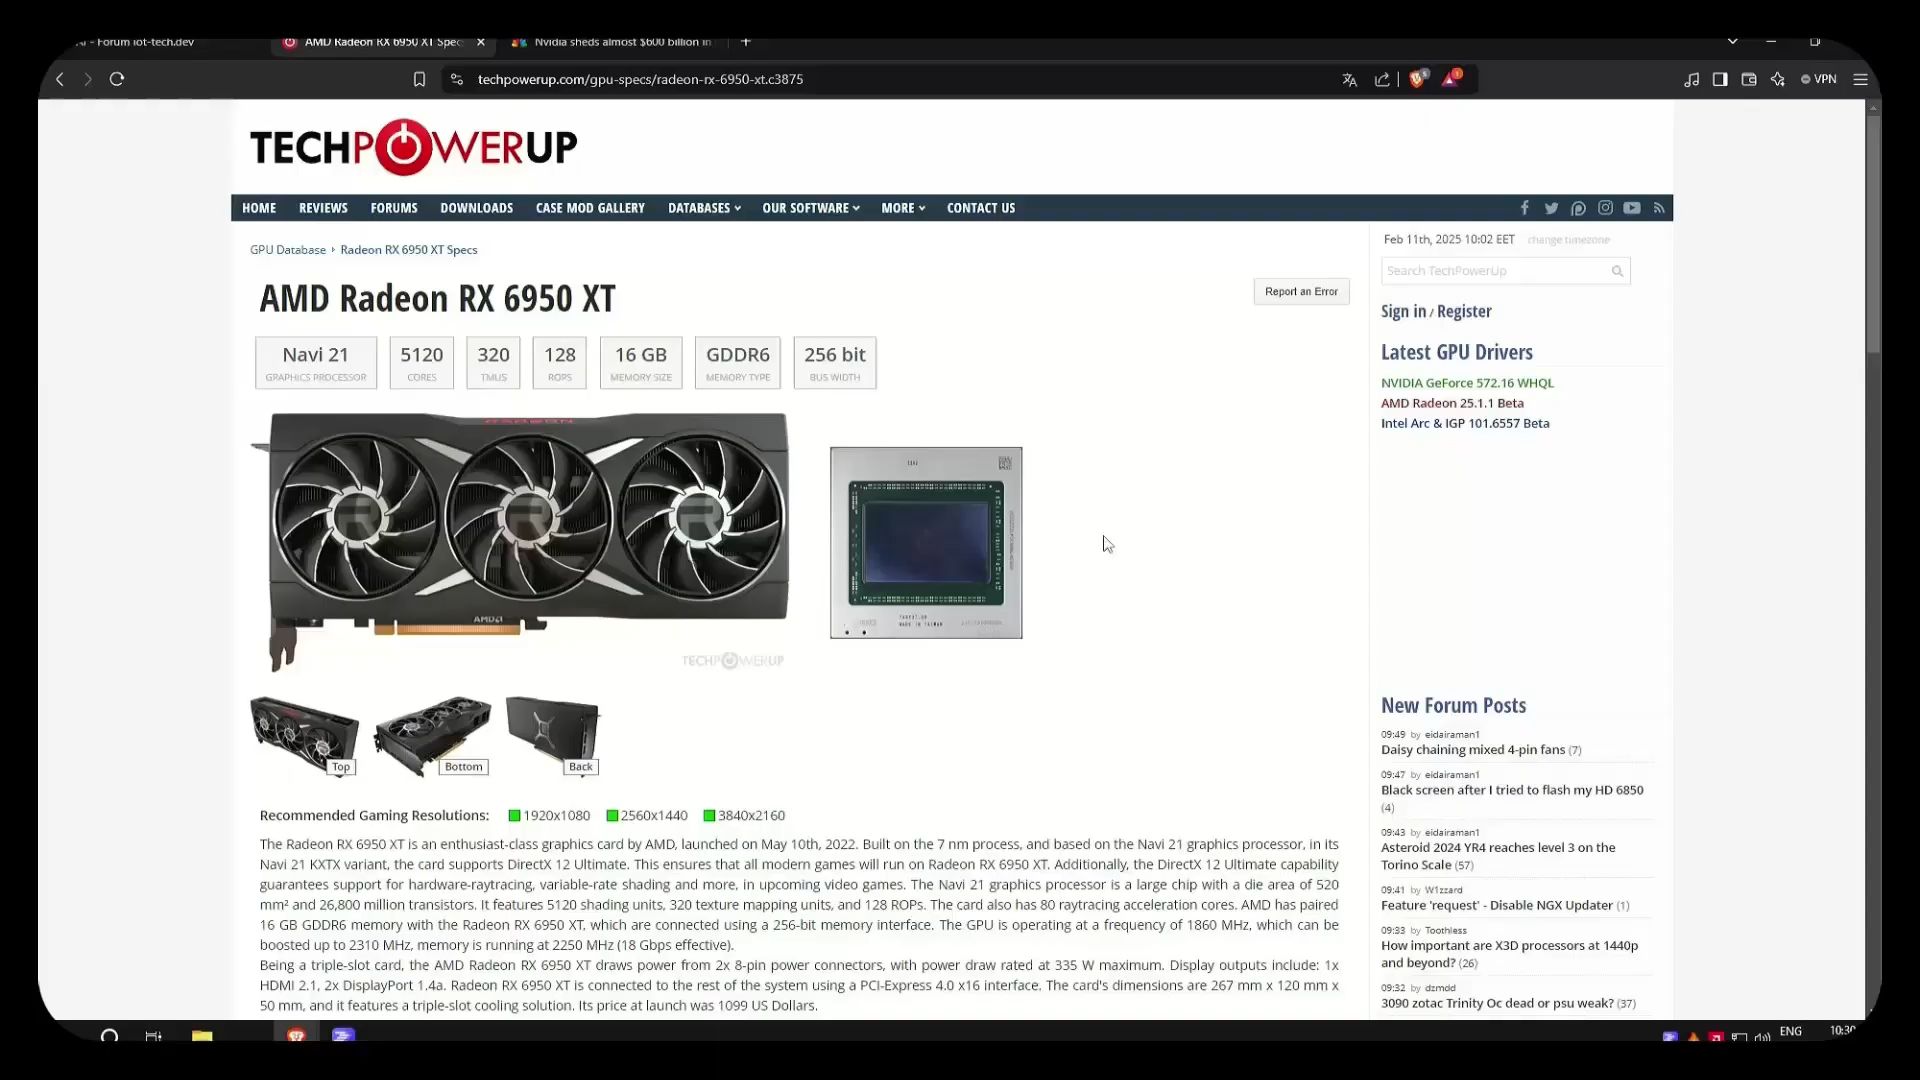 Forum iot-tech.dev
AMD Radeon RX 6950 XT Spec
Nvidia sheds almost $600 billion in
techpowerup.com/gpu-specs/radeon-rx-6950-xt.c3875
VPN
TECHPOWERUP
HOME REVIEWS FORUMS DOWNLOADS CASE MOD GALLERY DATABASES OUR SOFTWARE MORE CONTACT US
GPU Database › Radeon RX 6950 XT Specs
AMD Radeon RX 6950 XT
Report an Error
Navi 21
GRAPHICS PROCESSOR
5120
CORES
320
TMUS
128
ROPS
16 GB
MEMORY SIZE
GDDR6
MEMORY TYPE
256 bit
BUS WIDTH
RADEON
AMD
TECHPOWERUP
MADE IN TAIWAN
Top
Bottom
Back
Recommended Gaming Resolutions: 1920x1080 2560x1440 3840x2160
The Radeon RX 6950 XT is an enthusiast-class graphics card by AMD, launched on May 10th, 2022. Built on the 7 nm process, and based on the Navi 21 graphics processor, in its
Navi 21 KXTX variant, the card supports DirectX 12 Ultimate. This ensures that all modern games will run on Radeon RX 6950 XT. Additionally, the DirectX 12 Ultimate capability
guarantees support for hardware-raytracing, variable-rate shading and more, in upcoming video games. The Navi 21 graphics processor is a large chip with a die area of 520
mm² and 26,800 million transistors. It features 5120 shading units, 320 texture mapping units, and 128 ROPs. The card also has 80 raytracing acceleration cores. AMD has paired
16 GB GDDR6 memory with the Radeon RX 6950 XT, which are connected using a 256-bit memory interface. The GPU is operating at a frequency of 1860 MHz, which can be
boosted up to 2310 MHz, memory is running at 2250 MHz (18 Gbps effective).
Being a triple-slot card, the AMD Radeon RX 6950 XT draws power from 2x 8-pin power connectors, with power draw rated at 335 W maximum. Display outputs include: 1x
HDMI 2.1, 2x DisplayPort 1.4a. Radeon RX 6950 XT is connected to the rest of the system using a PCI-Express 4.0 x16 interface. The card's dimensions are 267 mm x 120 mm x
50 mm, and it features a triple-slot cooling solution. Its price at launch was 1099 US Dollars.
Feb 11th, 2025 10:02 EET change timezone
Search TechPowerUp
Sign in / Register
Latest GPU Drivers
NVIDIA GeForce 572.16 WHQL
AMD Radeon 25.1.1 Beta
Intel Arc & IGP 101.6557 Beta
New Forum Posts
09:49 by eidairaman1
Daisy chaining mixed 4-pin fans (7)
09:47 by eidairaman1
Black screen after I tried to flash my HD 6850
(4)
09:43 by eidairaman1
Asteroid 2024 YR4 reaches level 3 on the
Torino Scale (57)
09:41 by W1zzard
Feature 'request' - Disable NGX Updater (1)
09:33 by Toothless
How important are X3D processors at 1440p
and beyond? (26)
09:32 by dzmdd
3090 zotac Trinity Oc dead or psu weak? (37)
ENG
10:30